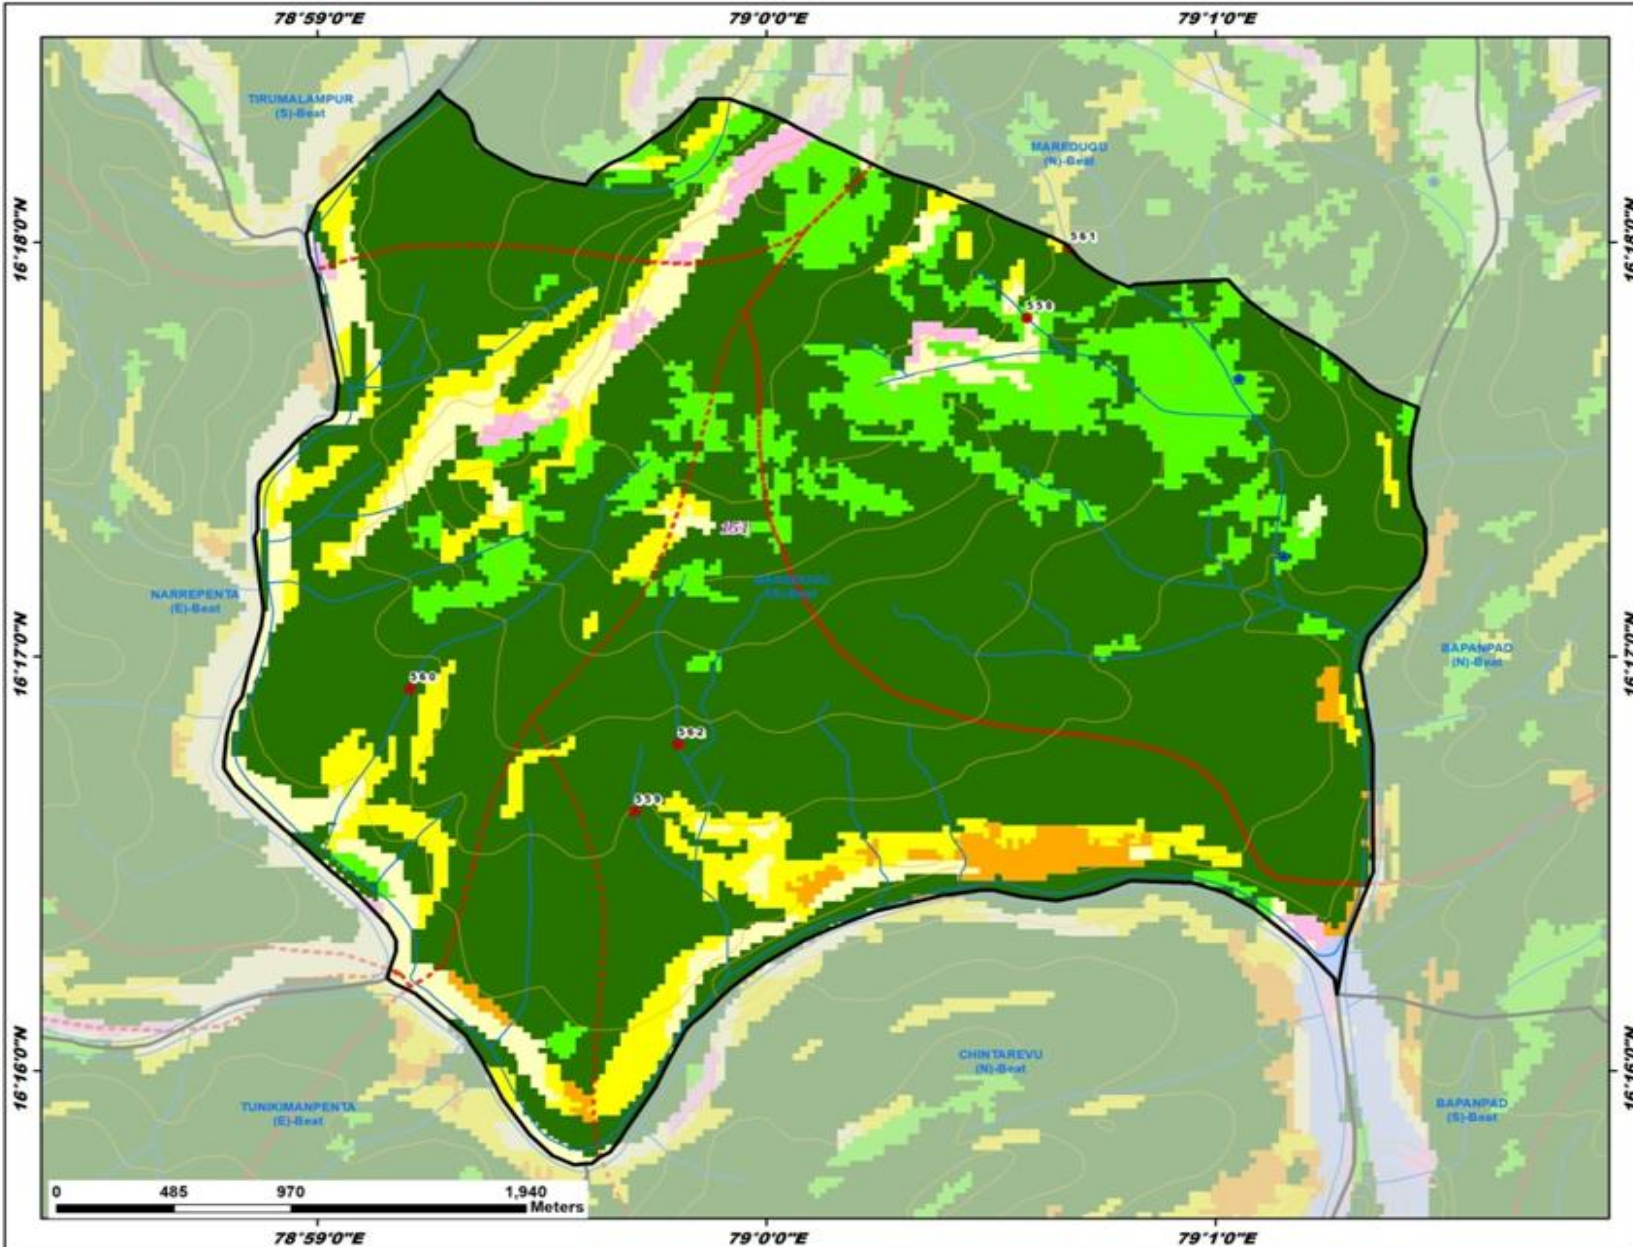 78°59'0"E
79°0'0"E
79°1'0"E
TIRUMALAMPUR
(S)-Beat
MAREDUGU
(N)-Beat
16°18'0"N
16°18'0"N
561
558
151
NARREPENTA
(E)-Beat
(S)-Beat
16°17'0"N
16°17'0"N
BAPANPAD
(N)-Beat
560
562
559
CHINTAREVU
(N)-Beat
16°16'0"N
16°16'0"N
TUNIKIMANPENTA
(E)-Beat
BAPANPAD
(S)-Beat
0 485 970 1,940
Meters
78°59'0"E
79°0'0"E
79°1'0"E